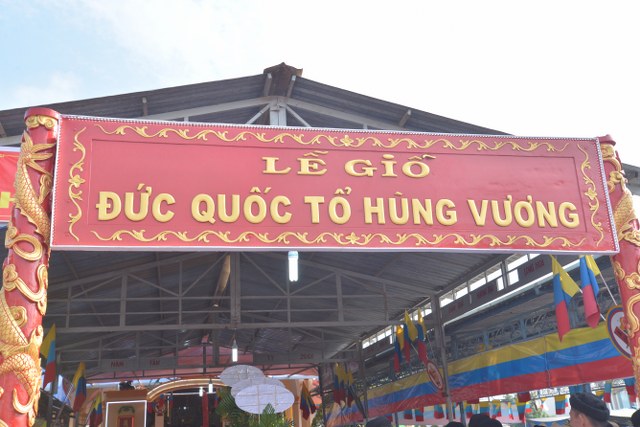 LỄ GIỖ
ĐỨC QUỐC TỔ HÙNG VƯƠNG